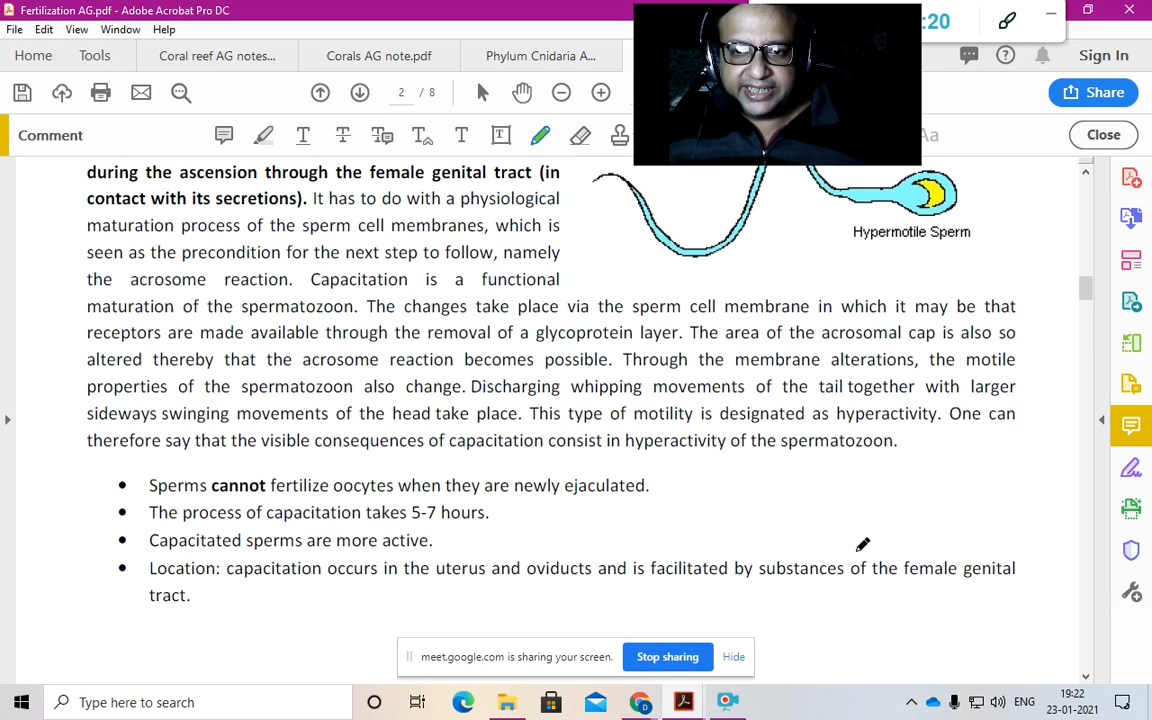 Fertilization AG.pdf - Adobe Acrobat Pro DC
File Edit View Window Help
:20
Home Tools Coral reef AG notes... Corals AG note.pdf Phylum Cnidaria A... Sign In
2 / 8 Share
Comment Close
during the ascension through the female genital tract (in
contact with its secretions). It has to do with a physiological
maturation process of the sperm cell membranes, which is
seen as the precondition for the next step to follow, namely
the acrosome reaction. Capacitation is a functional
Hypermotile Sperm
maturation of the spermatozoon. The changes take place via the sperm cell membrane in which it may be that
receptors are made available through the removal of a glycoprotein layer. The area of the acrosomal cap is also so
altered thereby that the acrosome reaction becomes possible. Through the membrane alterations, the motile
properties of the spermatozoon also change. Discharging whipping movements of the tail together with larger
sideways swinging movements of the head take place. This type of motility is designated as hyperactivity. One can
therefore say that the visible consequences of capacitation consist in hyperactivity of the spermatozoon.
• Sperms cannot fertilize oocytes when they are newly ejaculated.
• The process of capacitation takes 5-7 hours.
• Capacitated sperms are more active.
• Location: capacitation occurs in the uterus and oviducts and is facilitated by substances of the female genital
tract.
meet.google.com is sharing your screen. Stop sharing Hide
Type here to search
ENG
19:22
23-01-2021